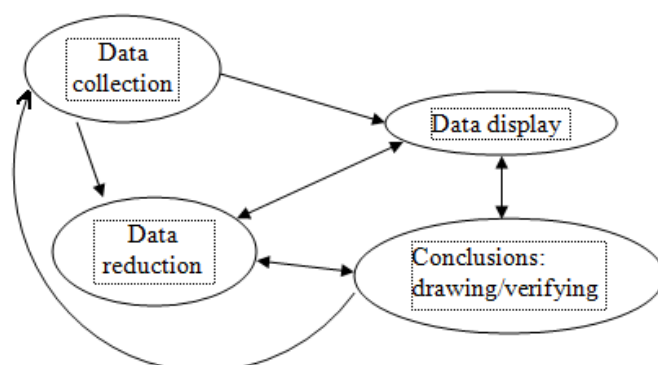 Data
collection
Data display
Data
reduction
Conclusions:
drawing/verifying